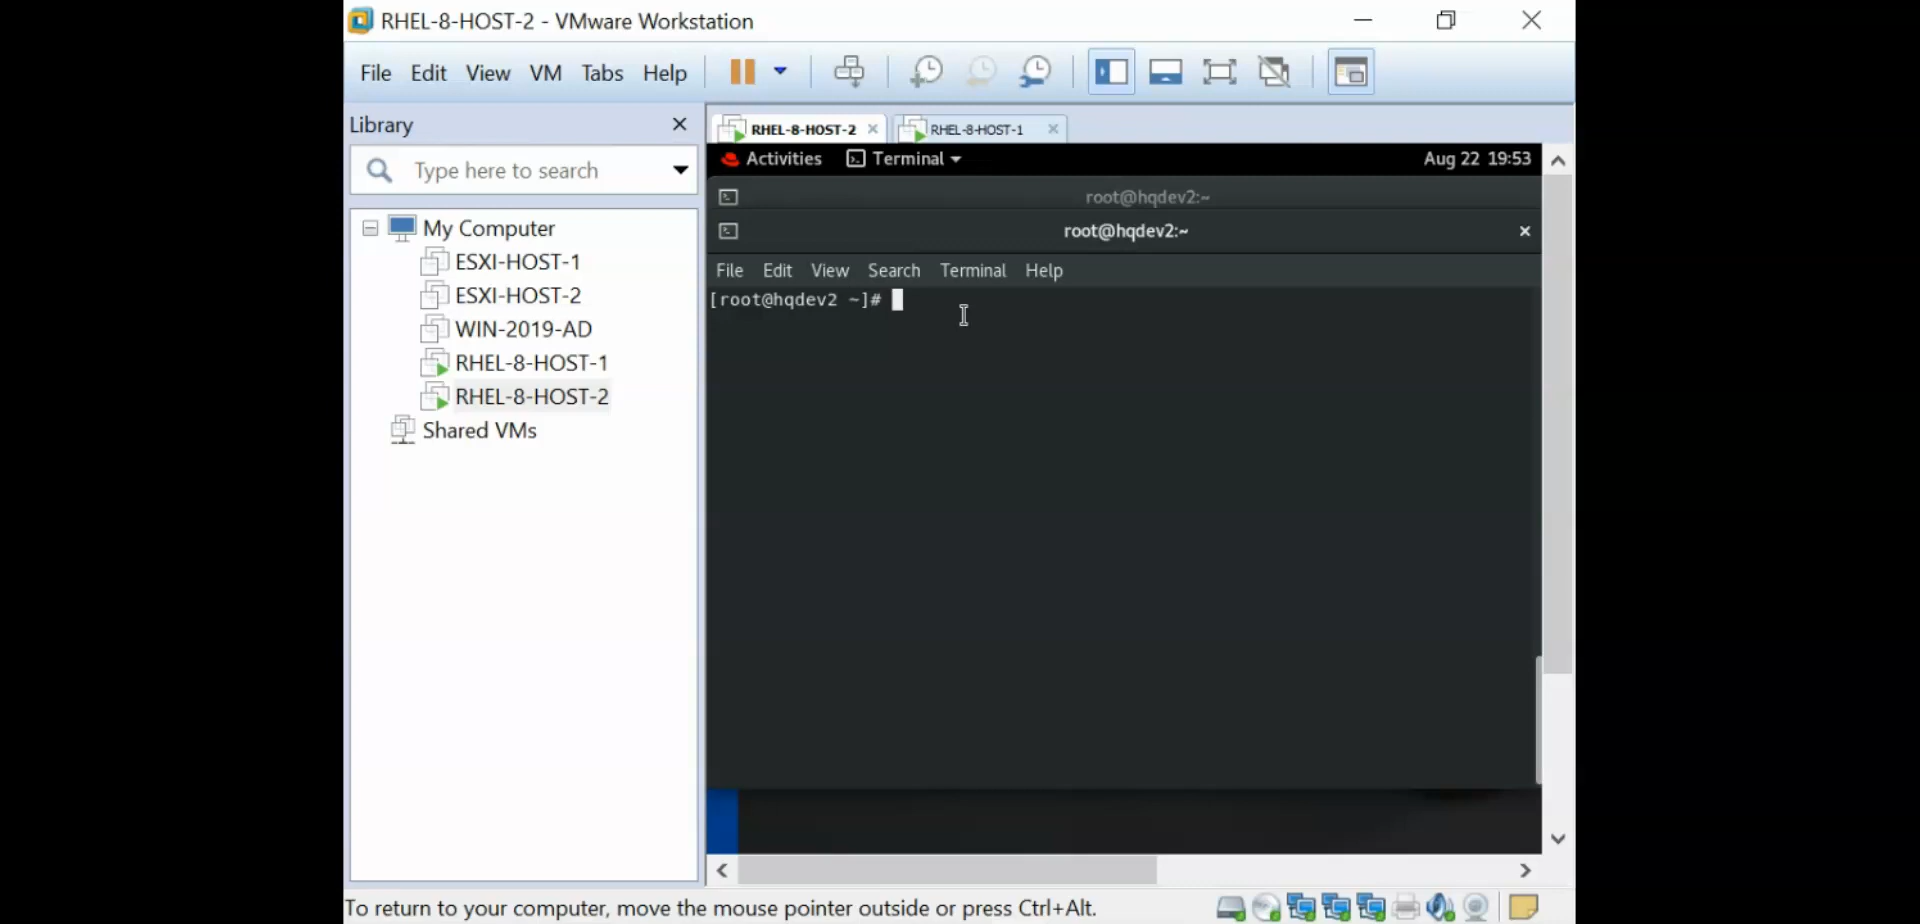 RHEL-8-HOST-2 - VMware Workstation
File Edit View VM Tabs Help
Library
Type here to search
My Computer
ESXI-HOST-1
ESXI-HOST-2
WIN-2019-AD
RHEL-8-HOST-1
RHEL-8-HOST-2
Shared VMs
RHEL-8-HOST-2 RHEL-8-HOST-1
Activities Terminal Aug 22 19:53
root@hqdev2:~
root@hqdev2:~
File Edit View Search Terminal Help
[root@hqdev2 ~]#
To return to your computer, move the mouse pointer outside or press Ctrl+Alt.